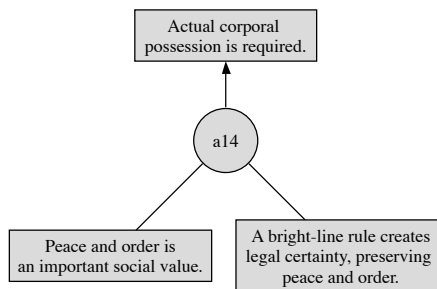 Actual corporal
possession is required.
a14
Peace and order is
an important social value.
A bright-line rule creates
legal certainty, preserving
peace and order.